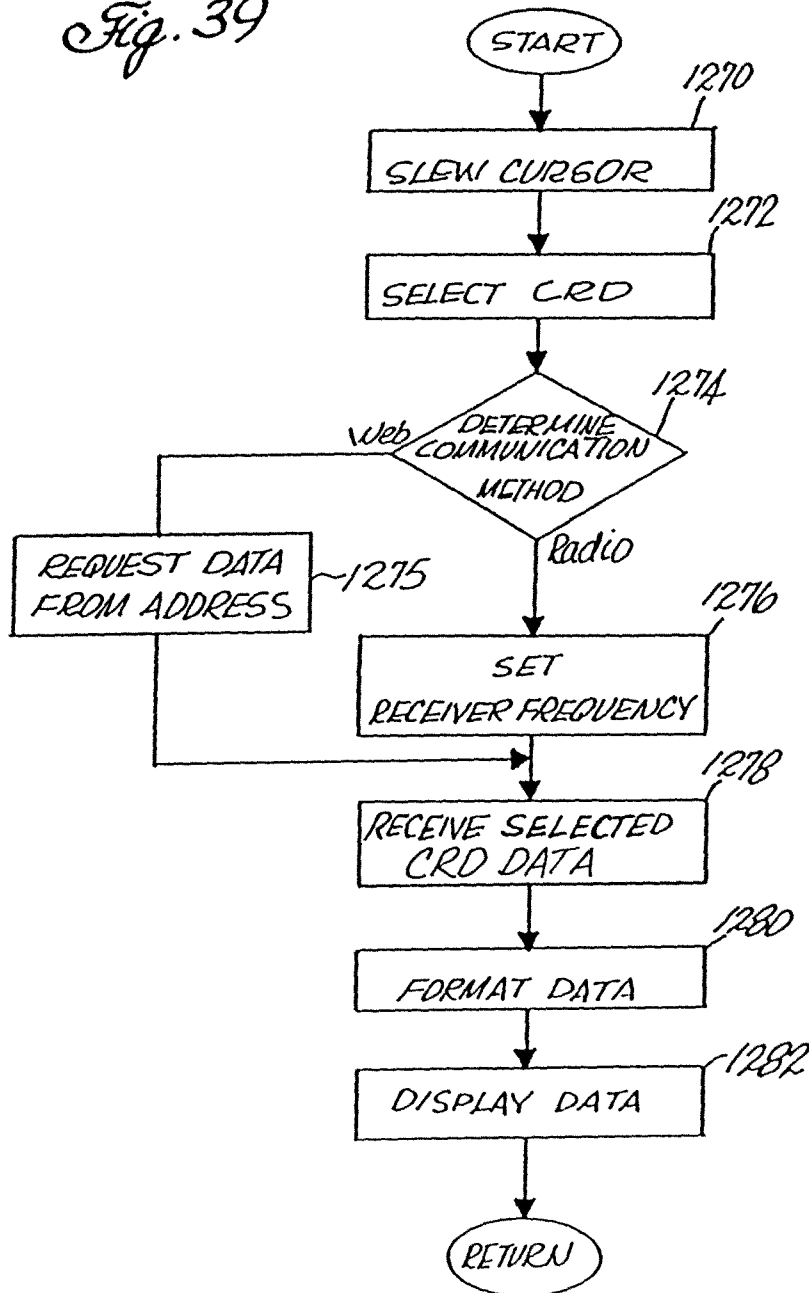 Fig. 39
START
1270
SLEW CURSOR
1272
SELECT CRD
1274
Web
DETERMINE
COMMUNICATION
METHOD
Radio
REQUEST DATA
FROM ADDRESS
1275
1276
SET
RECEIVER FREQUENCY
1278
RECEIVE SELECTED
CRD DATA
1280
FORMAT DATA
1282
DISPLAY DATA
RETURN